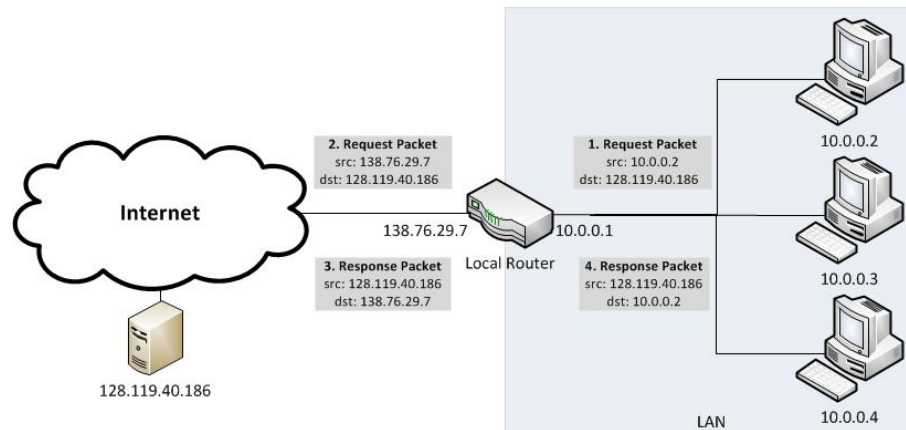 2. Request Packet
src: 138.76.29.7
dst: 128.119.40.186
1. Request Packet
src: 10.0.0.2
dst: 128.119.40.186
10.0.0.2
Internet
138.76.29.7
Local Router
10.0.0.1
3. Response Packet
src: 128.119.40.186
dst: 138.76.29.7
4. Response Packet
src: 128.119.40.186
dst: 10.0.0.2
10.0.0.3
128.119.40.186
LAN
10.0.0.4